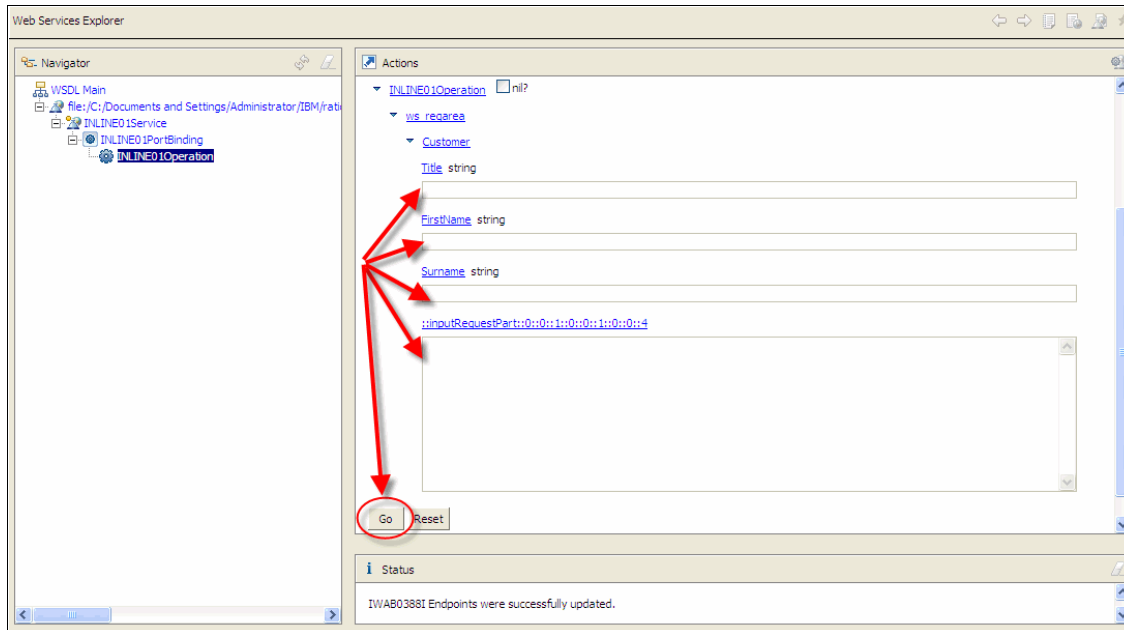 Web Services Explorer
Navigator
WSDL Main
file:/C:/Documents and Settings/Administrator/IBM/rati
INLINE01Service
INLINE01PortBinding
INLINE01Operation
Actions
INLINE01Operation nil?
ws_reqarea
Customer
Title string
FirstName string
Surname string
::inputRequestPart::0::0::1::0::0::1::0::0::4
Go Reset
i Status
IWAB0388I Endpoints were successfully updated.